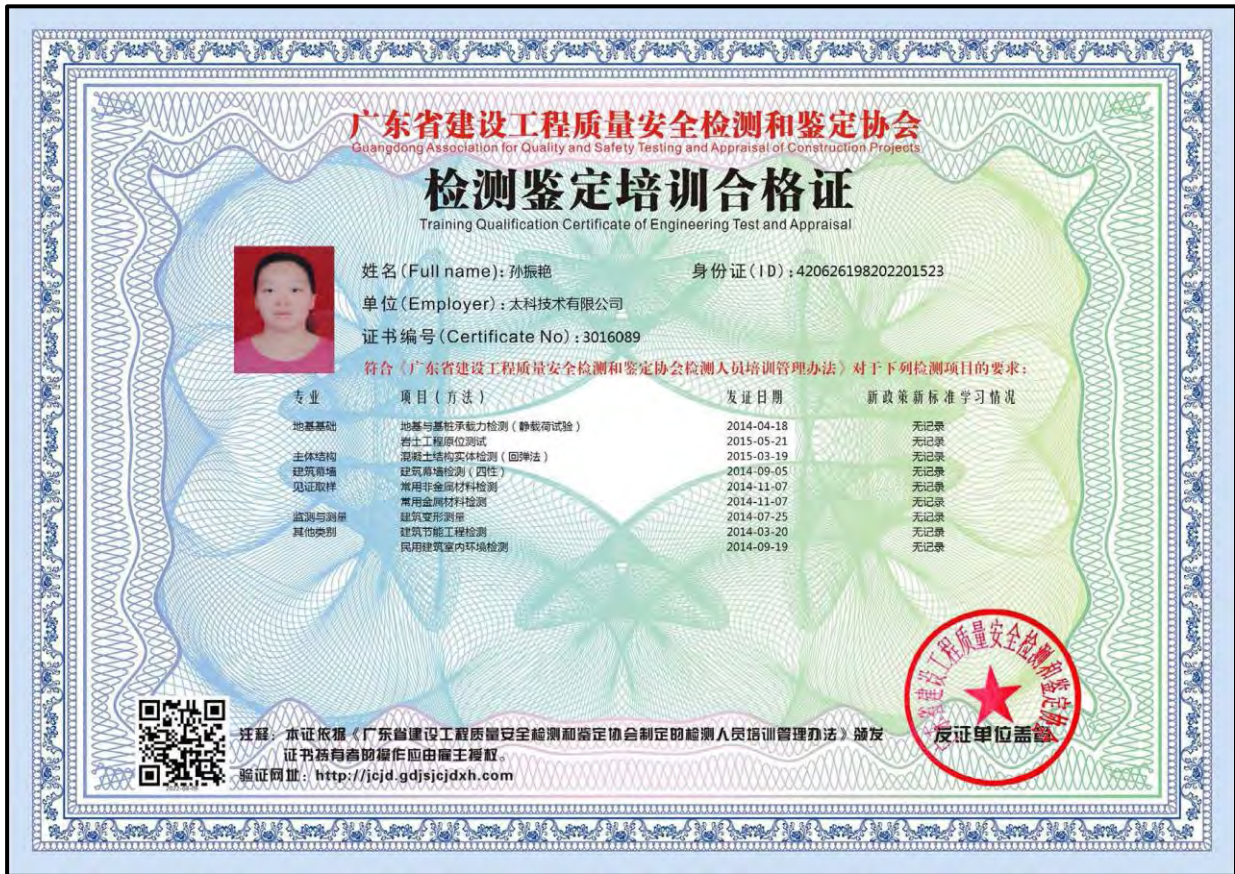 广东省建设工程质量安全检测和鉴定协会
Guangdong Association for Quality and Safety Testing and Appraisal of Construction Projects
检测鉴定培训合格证
Training Qualification Certificate of Engineering Test and Appraisal
姓名(Full name):孙振艳 身份证(ID):420626198202201523
单位(Employer):太科技术有限公司
证书编号(Certificate No):3016089
符合《广东省建设工程质量安全检测和鉴定协会检测人员培训管理办法》对于下列检测项目的要求:
专业 项目(方法) 发证日期 新政策新标准学习情况
地基基础 地基与基桩承载力检测(静载荷试验) 2014-04-18 无记录
岩土工程原位测试 2015-05-21 无记录
主体结构 混凝土结构实体检测(回弹法) 2015-03-19 无记录
建筑幕墙 建筑幕墙检测(四性) 2014-09-05 无记录
见证取样 常用非金属材料检测 2014-11-07 无记录
常用金属材料检测 2014-11-07 无记录
监测与测量 建筑变形测量 2014-07-25 无记录
其他类别 建筑节能工程检测 2014-03-20 无记录
民用建筑室内环境检测 2014-09-19 无记录
广东省建设工程质量安全检测和鉴定协会
发证单位盖章
注释:本证依据《广东省建设工程质量安全检测和鉴定协会制定的检测人员培训管理办法》颁发
证书持有者的操作应由雇主授权。
验证网址:http://jcjd.gdjsjcjdxh.com